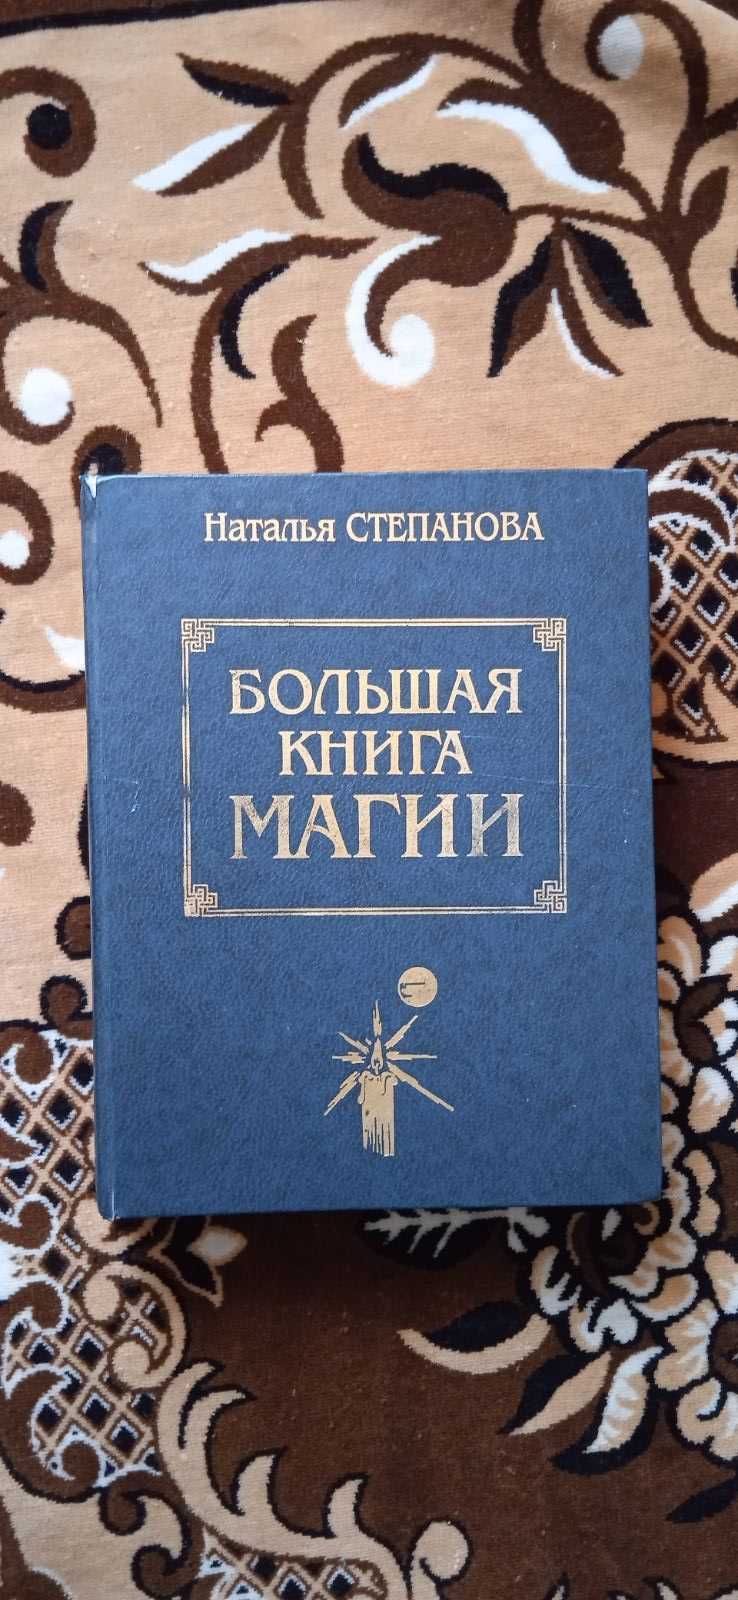 Наталья СТЕПАНОВА
БОЛЬШАЯ
КНИГА
МАГИИ